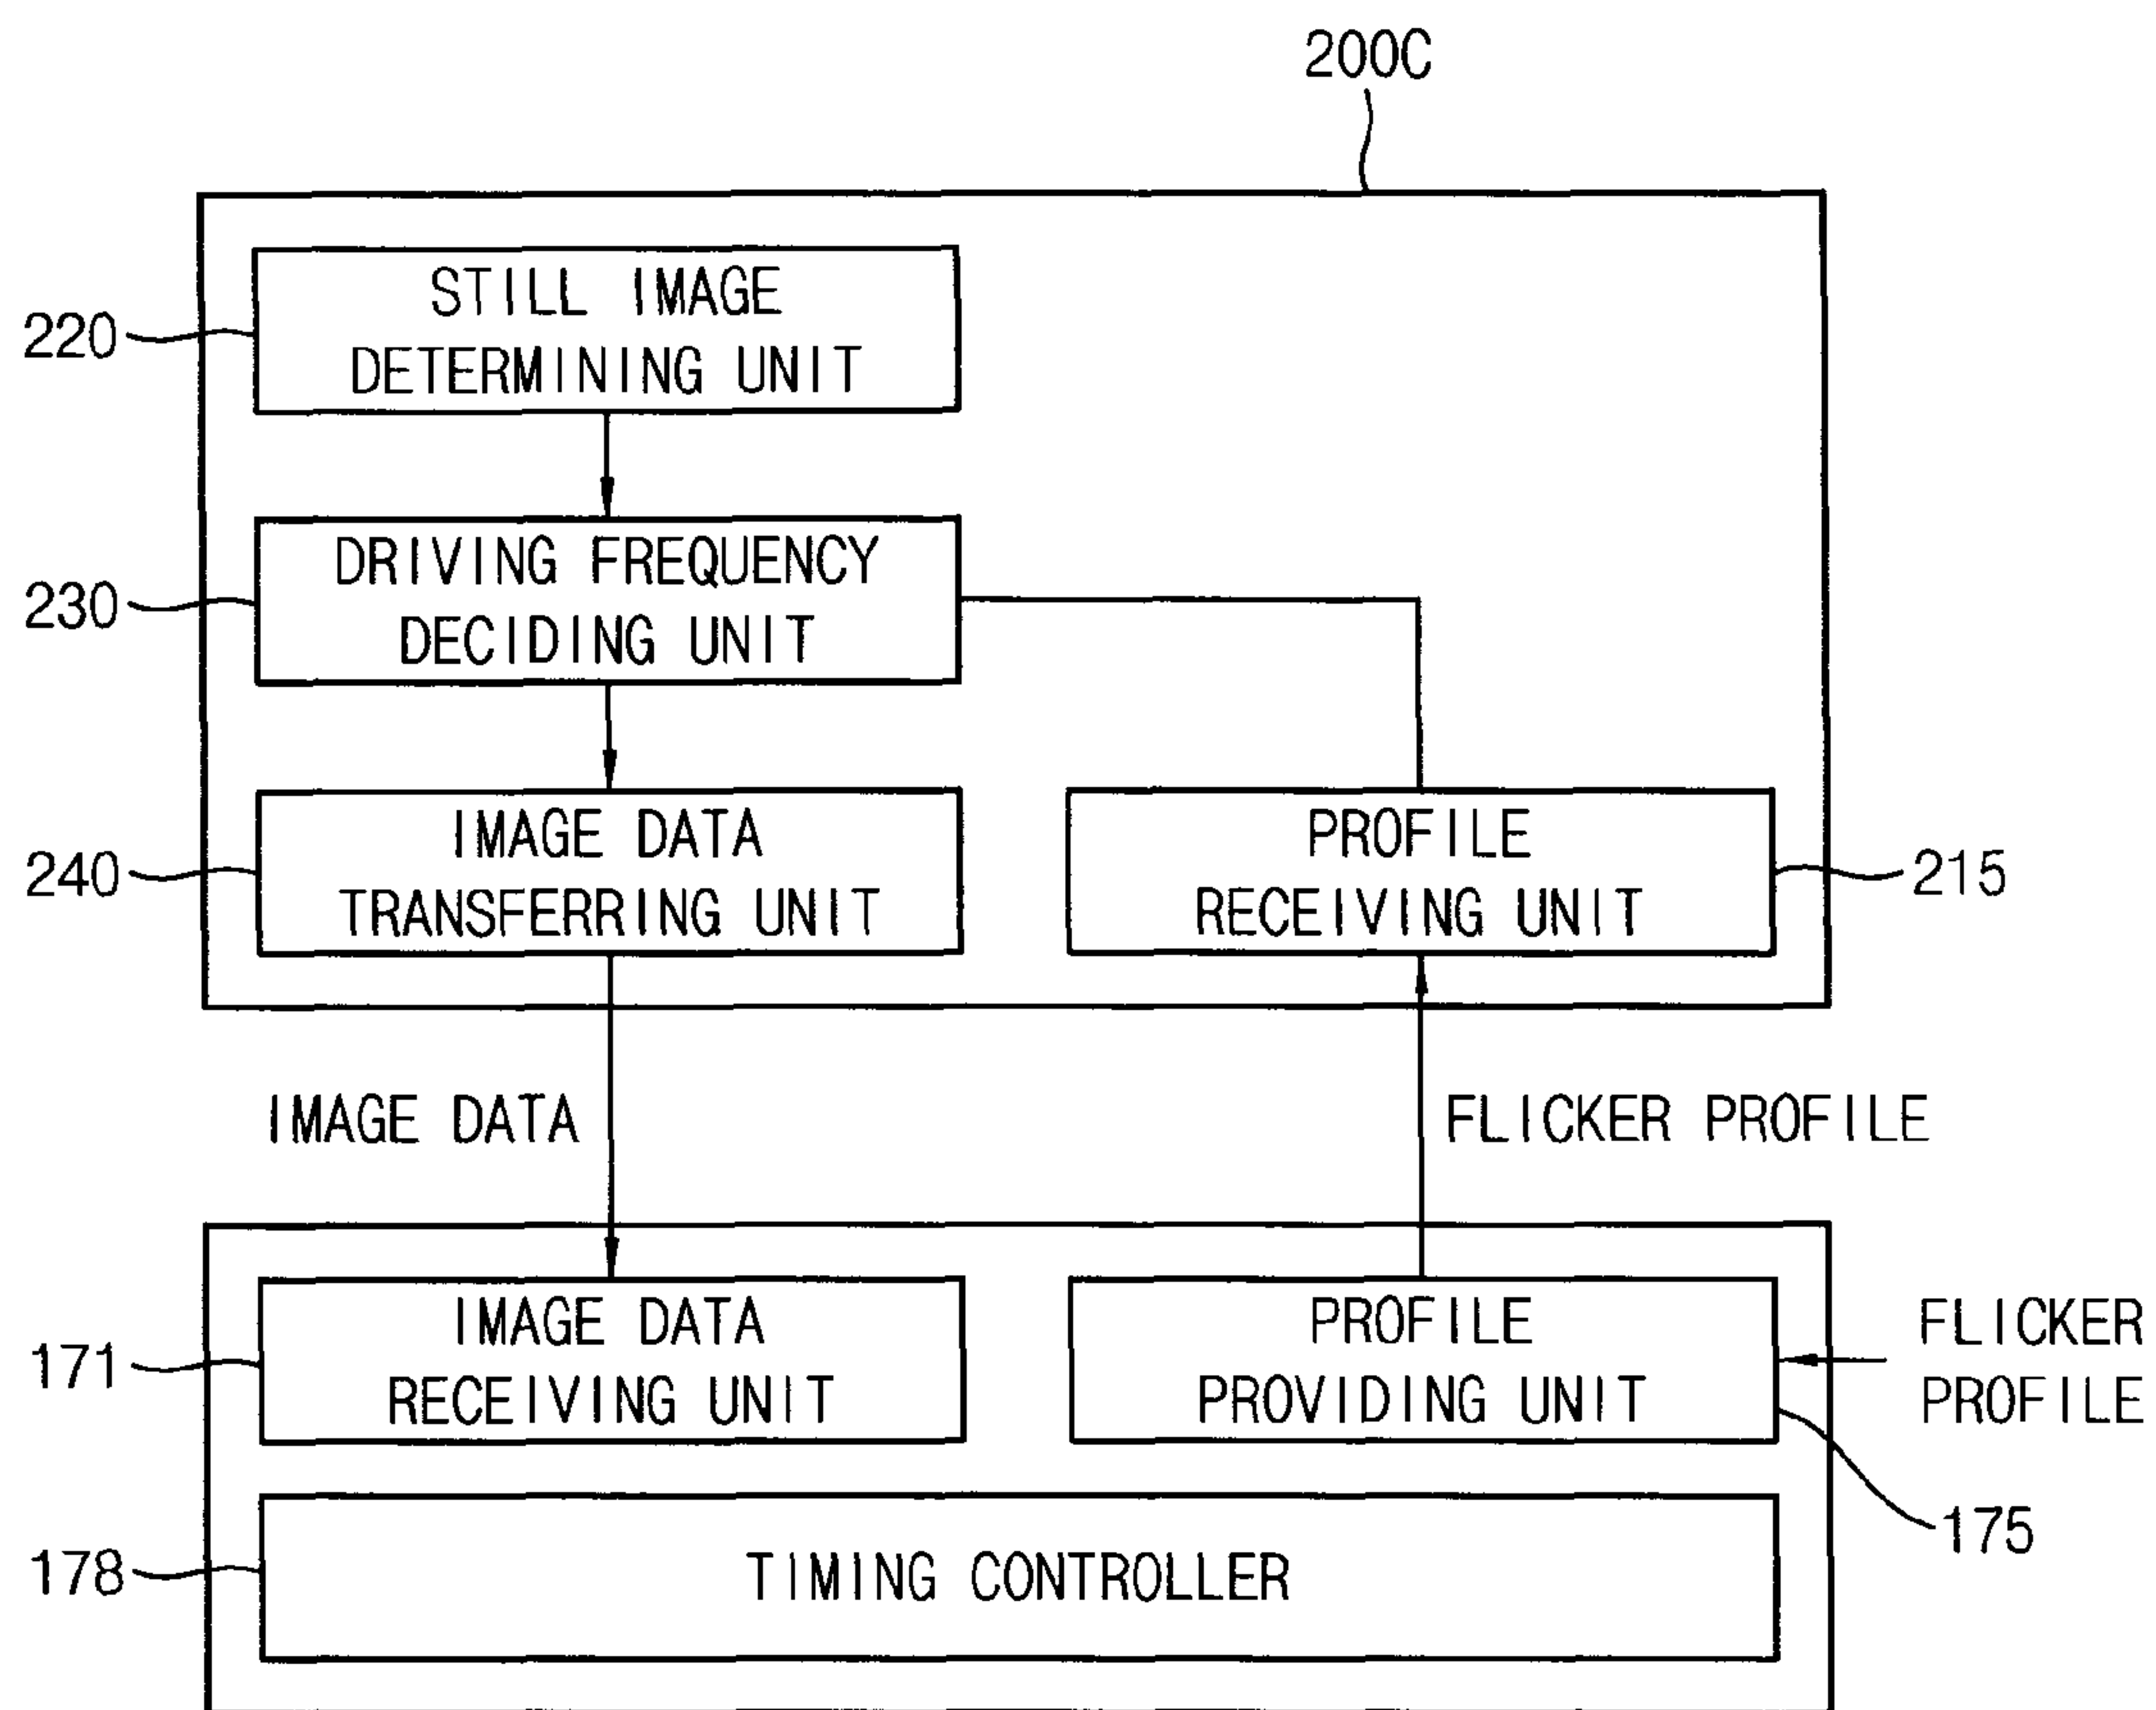 200C
STILL IMAGE
DETERMINING UNIT
220
DRIVING FREQUENCY
DECIDING UNIT
230
IMAGE DATA
TRANSFERRING UNIT
240
PROFILE
RECEIVING UNIT
215
IMAGE DATA
FLICKER PROFILE
IMAGE DATA
RECEIVING UNIT
171
PROFILE
PROVIDING UNIT
FLICKER
PROFILE
175
TIMING CONTROLLER
178